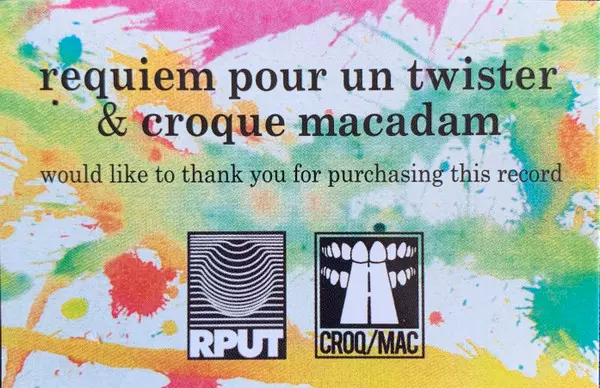 requiem pour un twister
& croque macadam
would like to thank you for purchasing this record
RPUT
CROQ/MAC